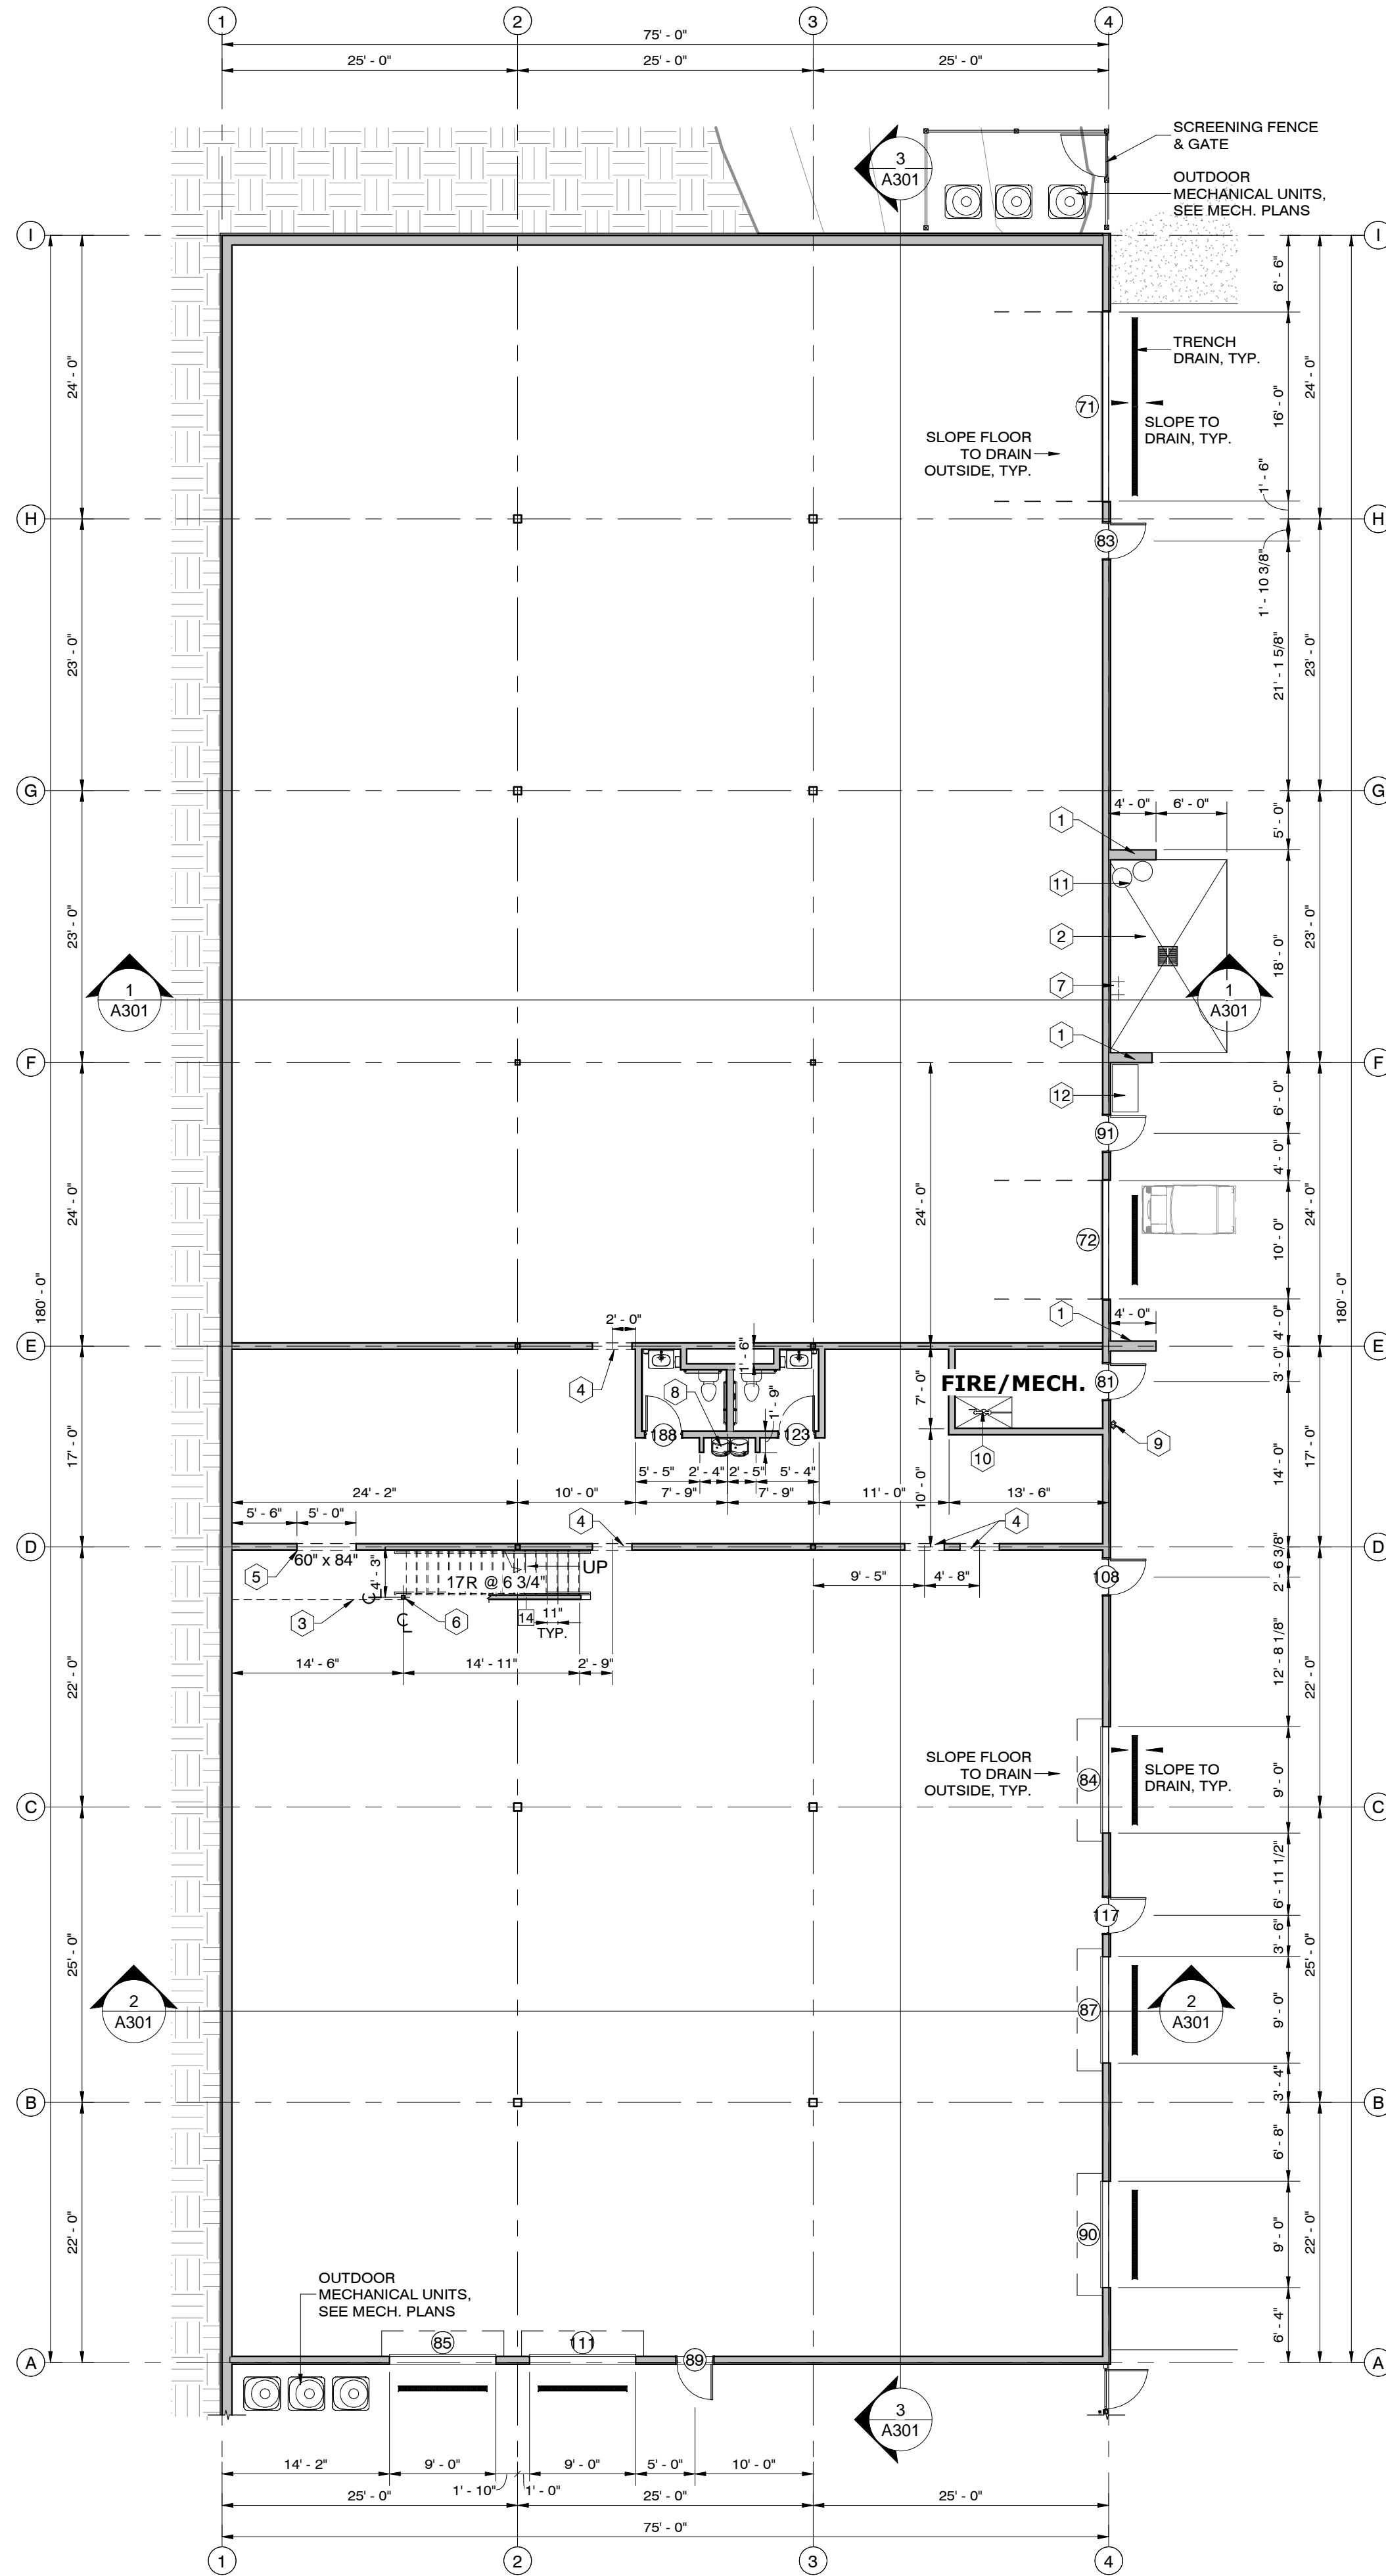 1
2
3
4
75' - 0"
25' - 0"
25' - 0"
25' - 0"
SCREENING FENCE
& GATE
3
A301
OUTDOOR
MECHANICAL UNITS,
SEE MECH. PLANS
I
I
6' - 6"
24' - 0"
TRENCH
DRAIN, TYP.
16' - 0"
24' - 0"
71
SLOPE TO
DRAIN, TYP.
SLOPE FLOOR
TO DRAIN
OUTSIDE, TYP.
1' - 6"
H
H
83
1' - 10 3/8"
23' - 0"
21' - 1 5/8"
23' - 0"
G
G
4' - 0"
6' - 0"
5' - 0"
1
11
2
23' - 0"
18' - 0"
23' - 0"
7
1
A301
1
A301
1
F
F
12
6' - 0"
91
4' - 0"
24' - 0"
24' - 0"
24' - 0"
72
10' - 0"
180' - 0"
180' - 0"
2' - 0"
1
4' - 0"
4' - 0"
E
E
1' - 6"
3' - 0"
4
8
1' - 9"
7' - 0"
FIRE/MECH.
81
188
123
17' - 0"
10
9
14' - 0"
17' - 0"
5' - 5"
2' - 4"
2' - 5"
5' - 4"
10' - 0"
24' - 2"
10' - 0"
7' - 9"
7' - 9"
11' - 0"
13' - 6"
5' - 6"
5' - 0"
4
4
D
D
60" x 84"
UP
5
4' - 3"
17R @ 6 3/4"
9' - 5"
4' - 8"
108
2' - 6 3/8"
3
CL
CL
6
14
11"
TYP.
14' - 6"
14' - 11"
2' - 9"
22' - 0"
12' - 8 1/8"
22' - 0"
SLOPE FLOOR
TO DRAIN
OUTSIDE, TYP.
84
SLOPE TO
DRAIN, TYP.
9' - 0"
C
C
6' - 11 1/2"
117
3' - 6"
25' - 0"
25' - 0"
2
A301
87
2
A301
9' - 0"
3' - 4"
B
B
6' - 8"
22' - 0"
90
9' - 0"
22' - 0"
OUTDOOR
MECHANICAL UNITS,
SEE MECH. PLANS
6' - 4"
85
111
89
A
A
3
A301
14' - 2"
9' - 0"
9' - 0"
5' - 0"
10' - 0"
1' - 10"
1' - 0"
25' - 0"
25' - 0"
25' - 0"
75' - 0"
1
2
3
4